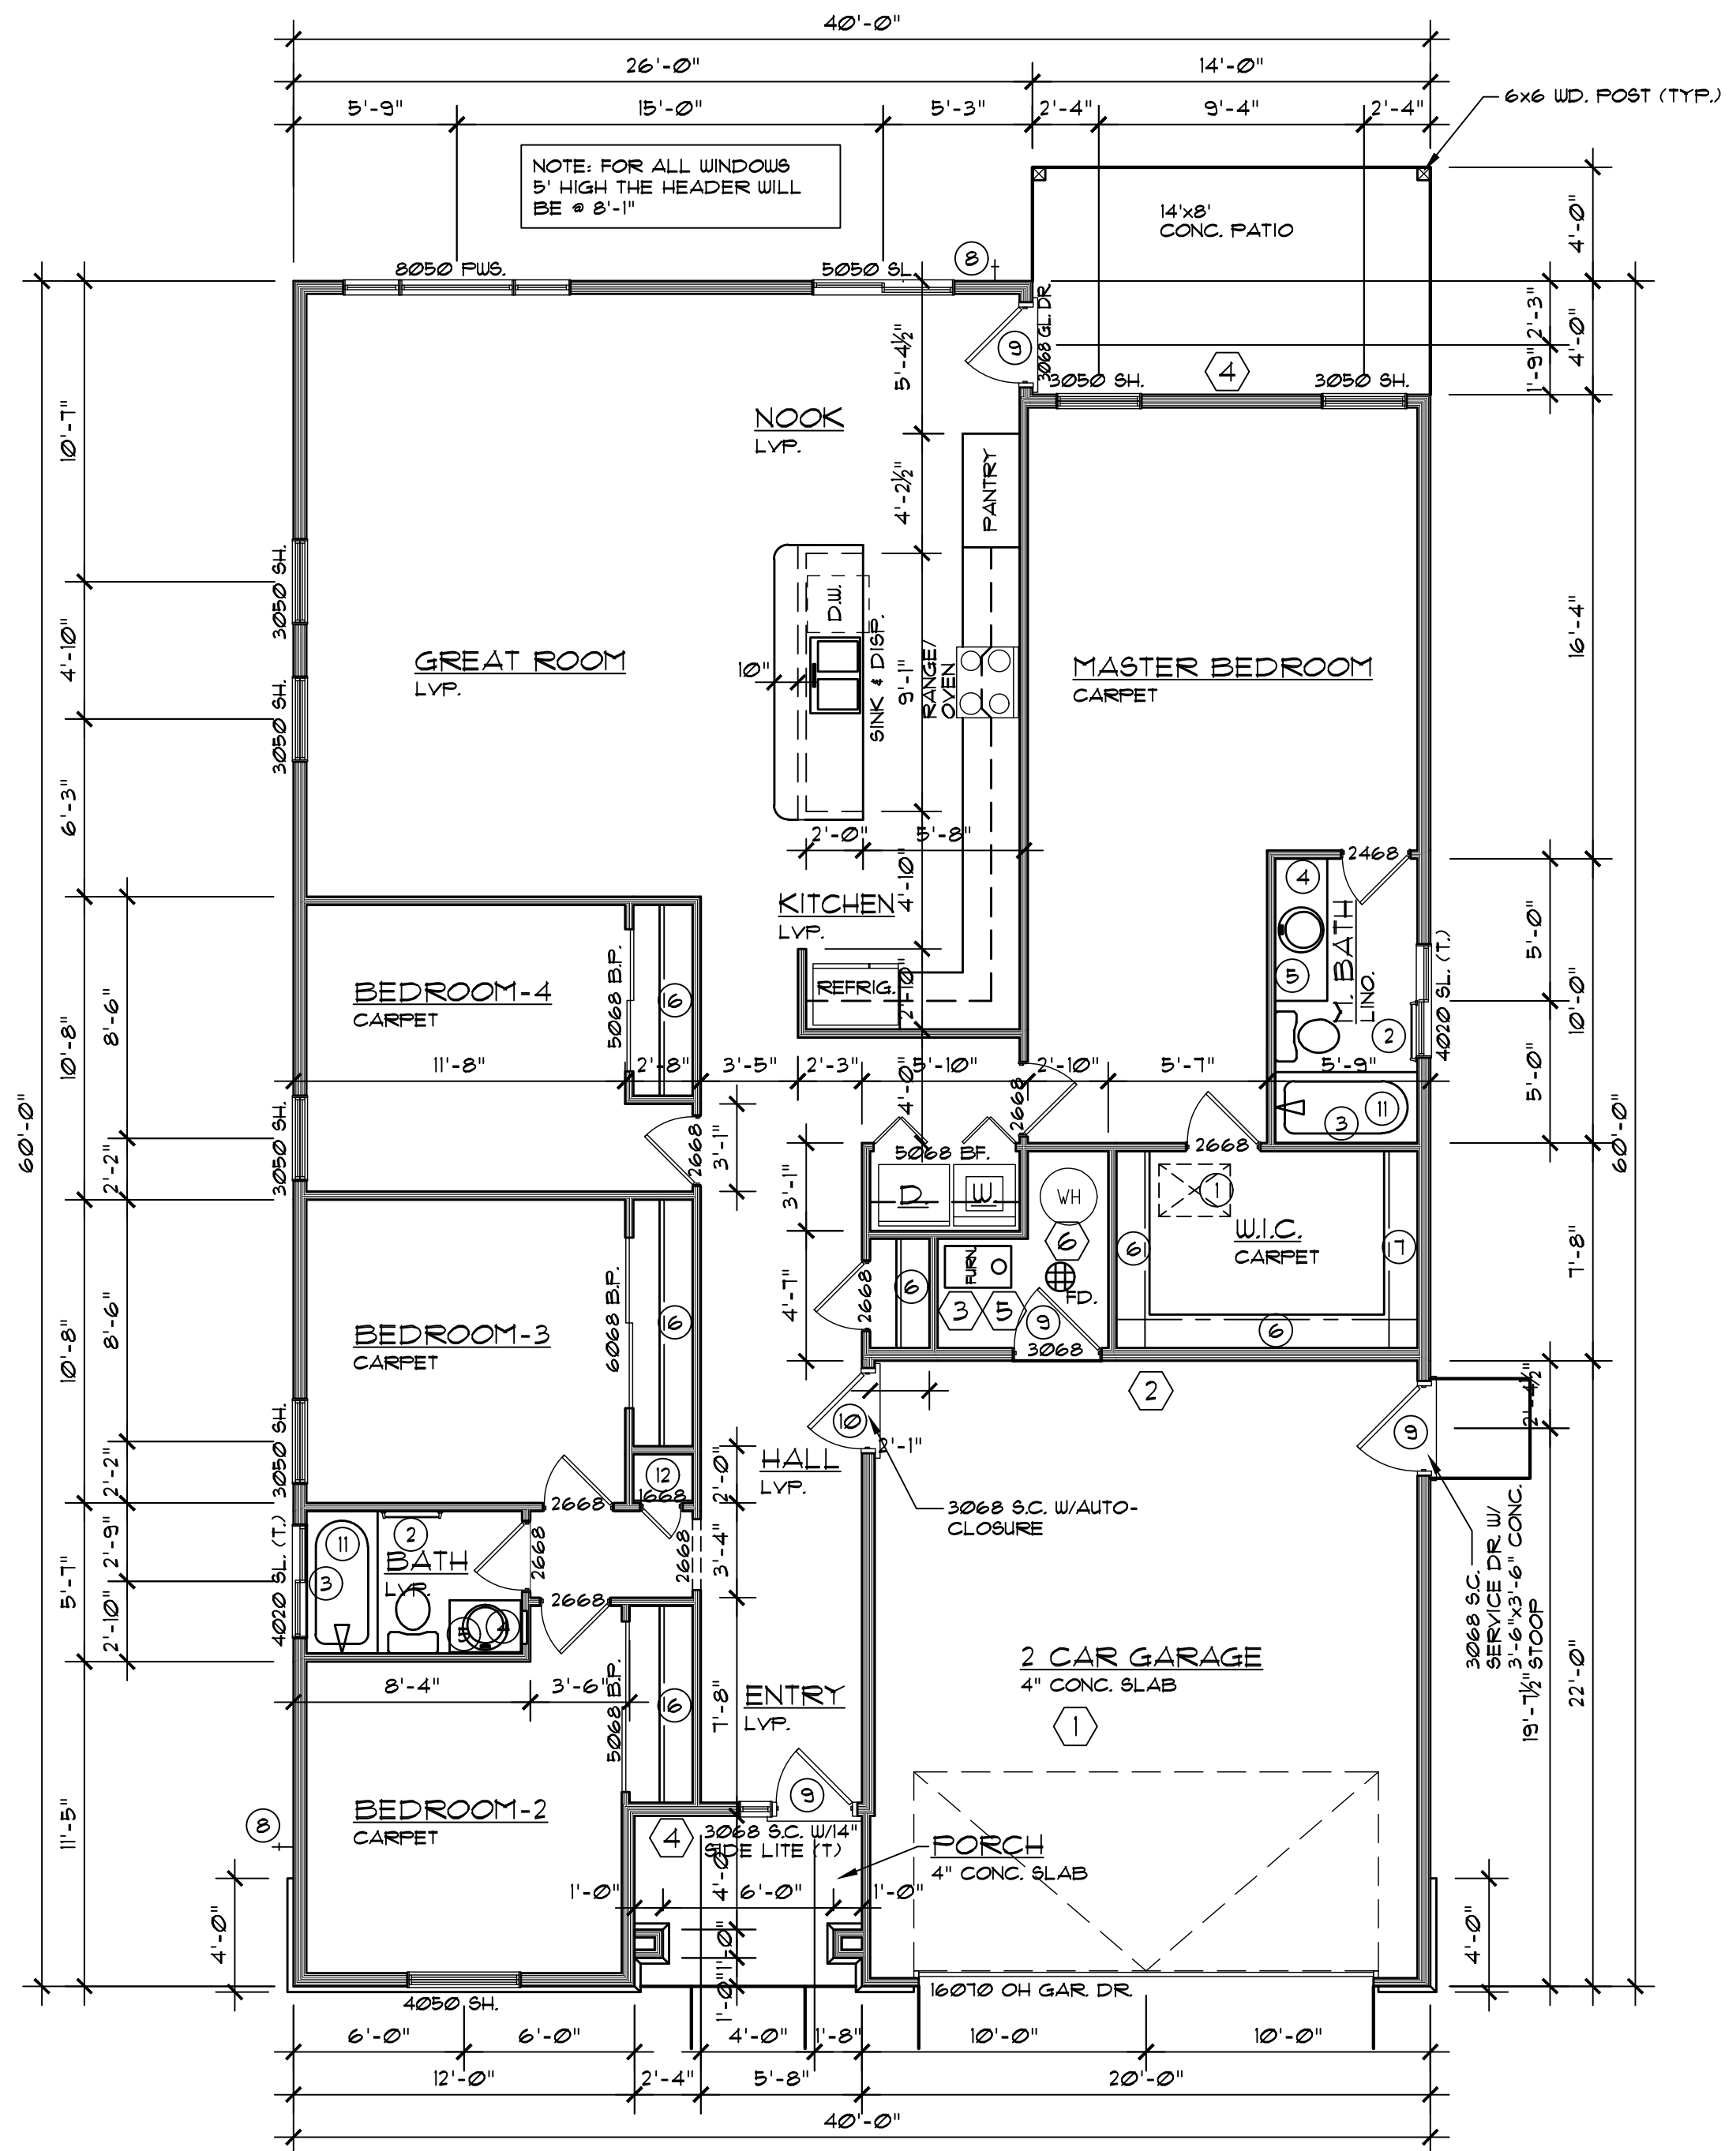 40'-0"
26'-0"
14'-0"
5'-9"
15'-0"
5'-3"
2'-4"
9'-4"
2'-4"
6x6 WD. POST (TYP.)
NOTE: FOR ALL WINDOWS
5' HIGH THE HEADER WILL
BE @ 8'-1"
14'x8'
CONC. PATIO
4'-0"
8050 PWS.
5050 SL.
8
3068 GL. DR.
9
2'-3"
4'-0"
1'-9"
3050 SH.
4
3050 SH.
5'-4½"
10'-7"
NOOK
LVP.
PANTRY
4'-2½"
3050 SH.
D.W.
4'-10"
GREAT ROOM
LVP.
10"
SINK & DISP.
9'-1"
RANGE/
OVEN
MASTER BEDROOM
CARPET
16'-4"
3050 SH.
6'-3"
2'-0"
5'-8"
2468
4'-10"
4
KITCHEN
LVP.
M. BATH
LINO.
5
5'-0"
4020 SL. (T.)
BEDROOM-4
CARPET
5068 B.P.
16
REFRIG.
2'-10"
2
10'-0"
8'-6"
10'-8"
11'-8"
2'-8"
3'-5"
2'-3"
4'-0"
5'-10"
2'-10"
5'-7"
5'-9"
5'-0"
60'-0"
60'-0"
3050 SH.
2668
3'-1"
2668
11
3
2'-2"
5068 BF.
2668
3'-1"
D.
W.
WH
1
6
W.I.C.
CARPET
6
17
7'-8"
6
FURN
FD.
3
5
9
3068
6
4'-7"
2668
8'-6"
10'-8"
BEDROOM-3
CARPET
6068 B.P.
16
2
2'-4½"
10
2'-1"
9
3050 SH.
2'-2"
HALL
LVP.
12
1668
2'-0"
2668
3068 S.C. W/AUTO-
CLOSURE
3068 S.C.
SERVICE DR. W/
3'-6"x3'-6" CONC.
STOOP
4020 SL. (T.)
2'-9"
5'-7"
2'-10"
11
2
BATH
LVP.
3
2668
2668
3'-4"
2668
5
4
2 CAR GARAGE
4" CONC. SLAB
1
19'-7½"
22'-0"
8'-4"
3'-6"
5068 B.P.
16
7'-8"
ENTRY
LVP.
9
11'-5"
BEDROOM-2
CARPET
8
4
3068 S.C. W/14"
SIDE LITE (T)
PORCH
4" CONC. SLAB
4'-0"
1'-0"
6'-0"
1'-0"
4'-0"
4'-0"
1'-0"
1'-0"
4050 SH.
16070 OH GAR. DR.
6'-0"
6'-0"
4'-0"
1'-8"
10'-0"
10'-0"
12'-0"
2'-4"
5'-8"
20'-0"
40'-0"